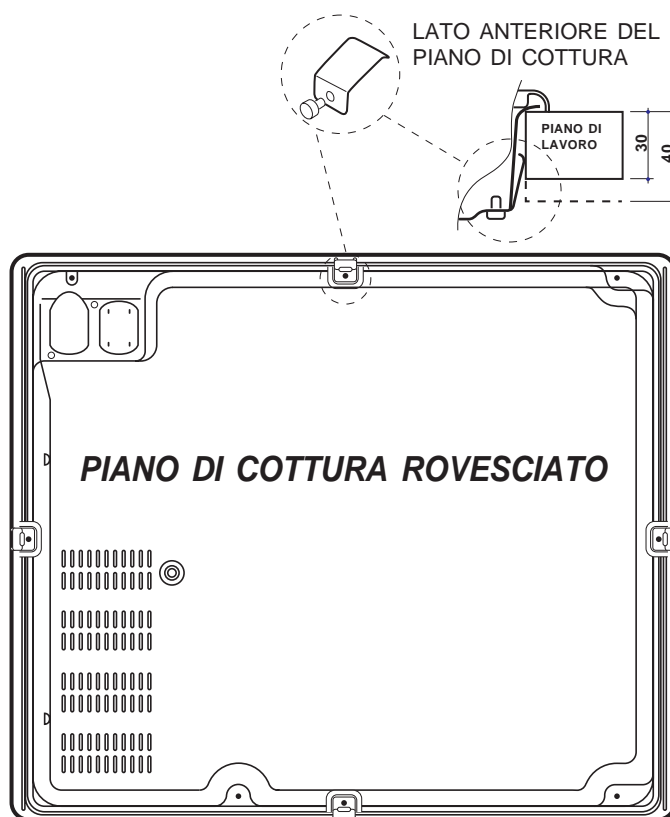 LATO ANTERIORE DEL
PIANO DI COTTURA
PIANO DI
LAVORO
30
40
PIANO DI COTTURA ROVESCIATO